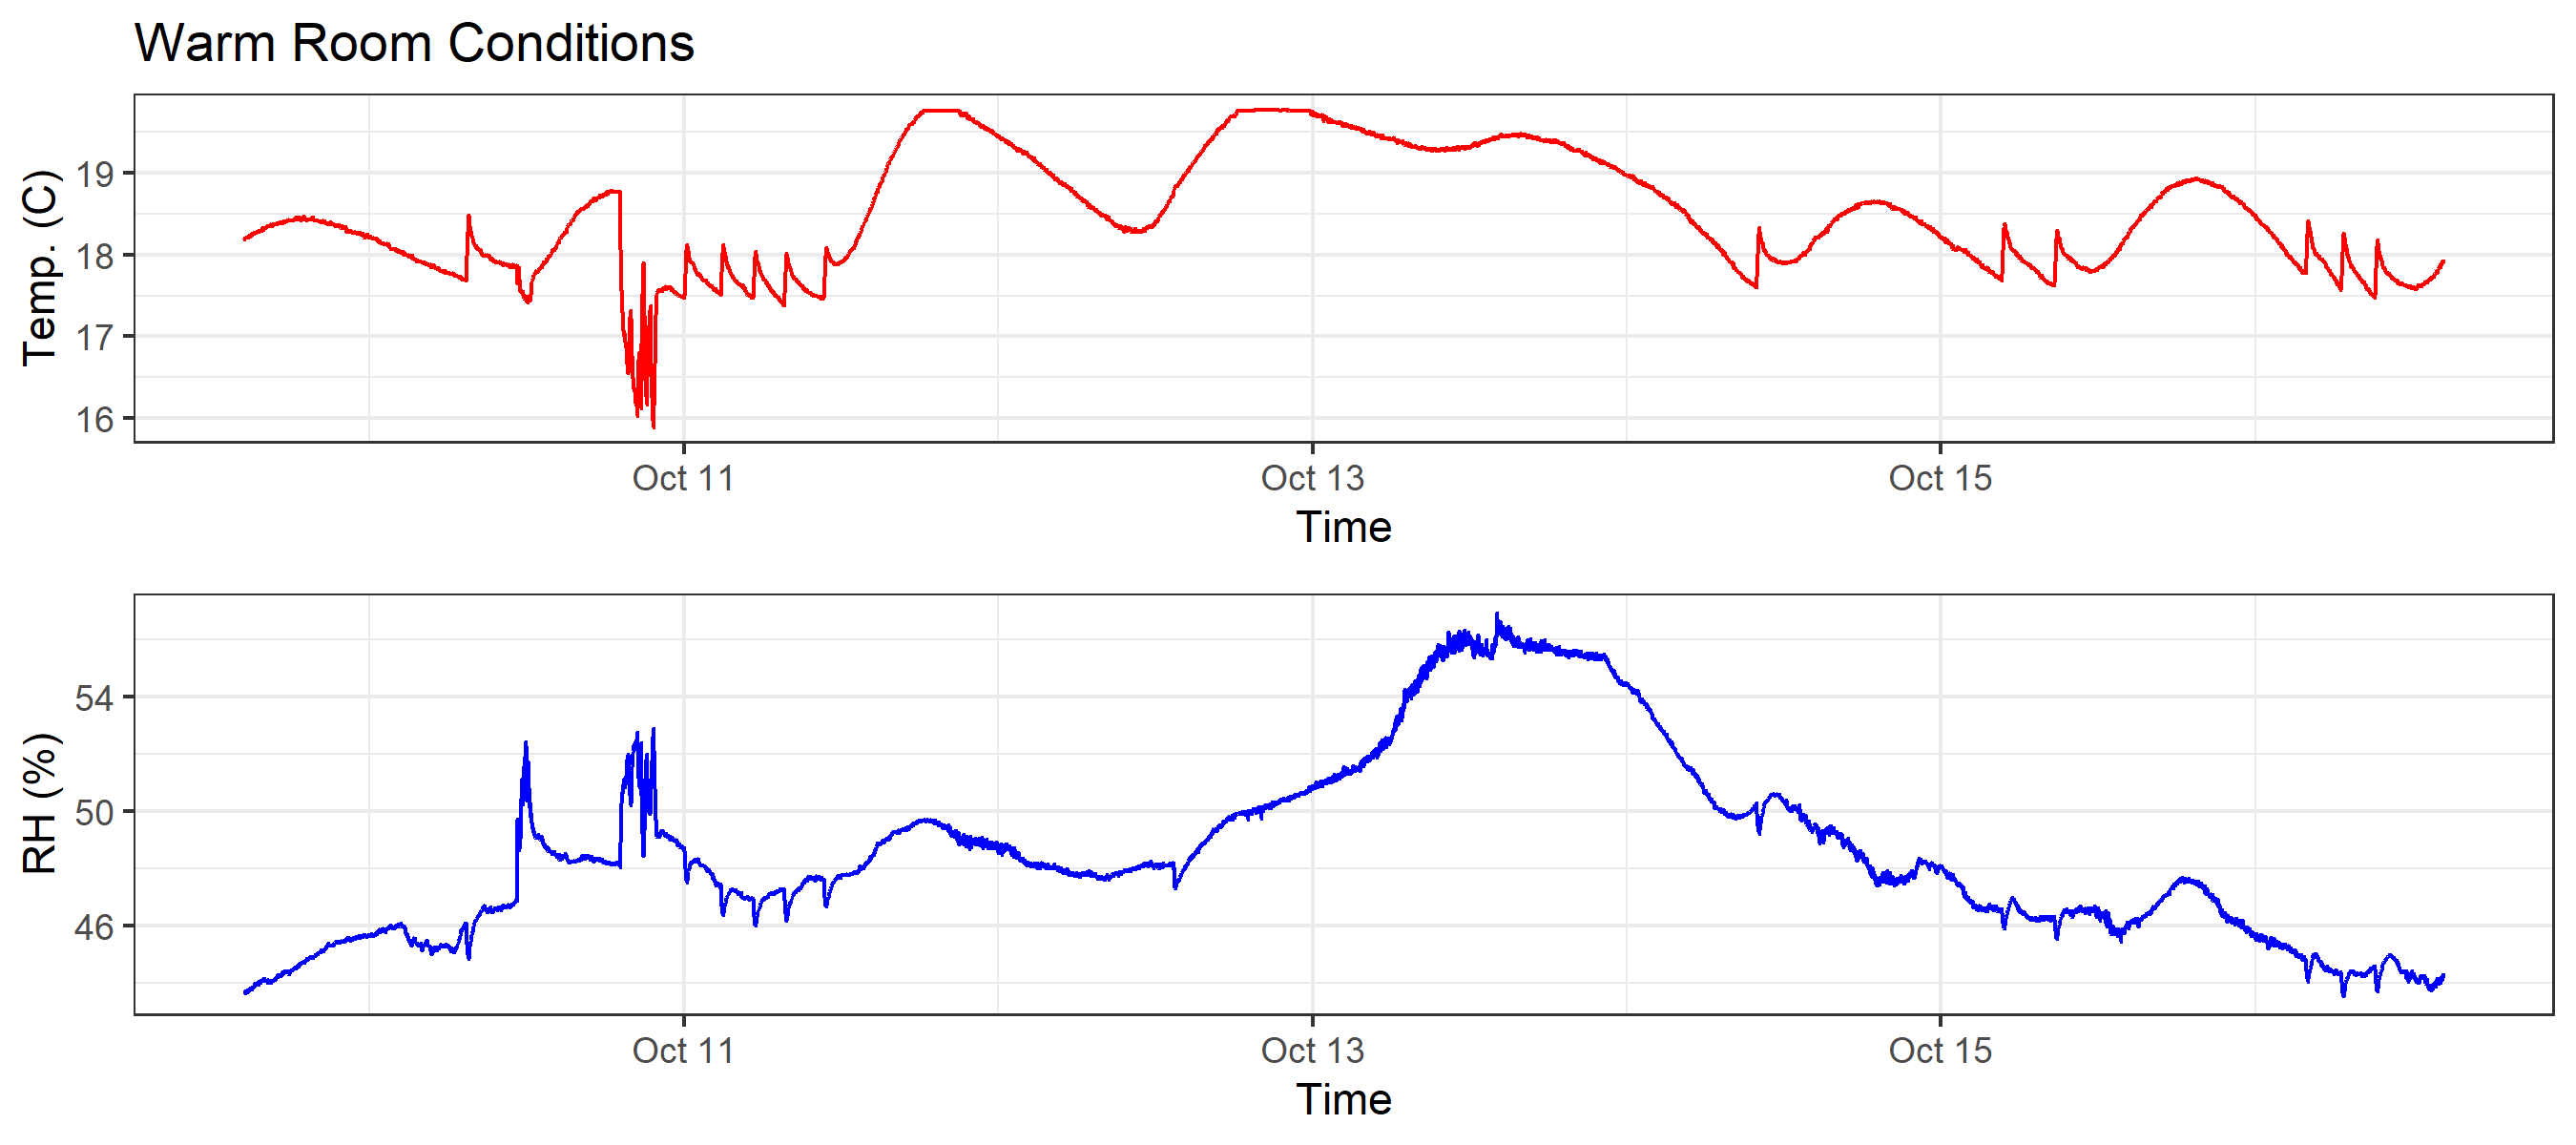 Warm Room Conditions
Temp. (C)
19
18
17
16
Oct 11 Oct 13 Oct 15
Time
RH (%)
54
50
46
Oct 11 Oct 13 Oct 15
Time